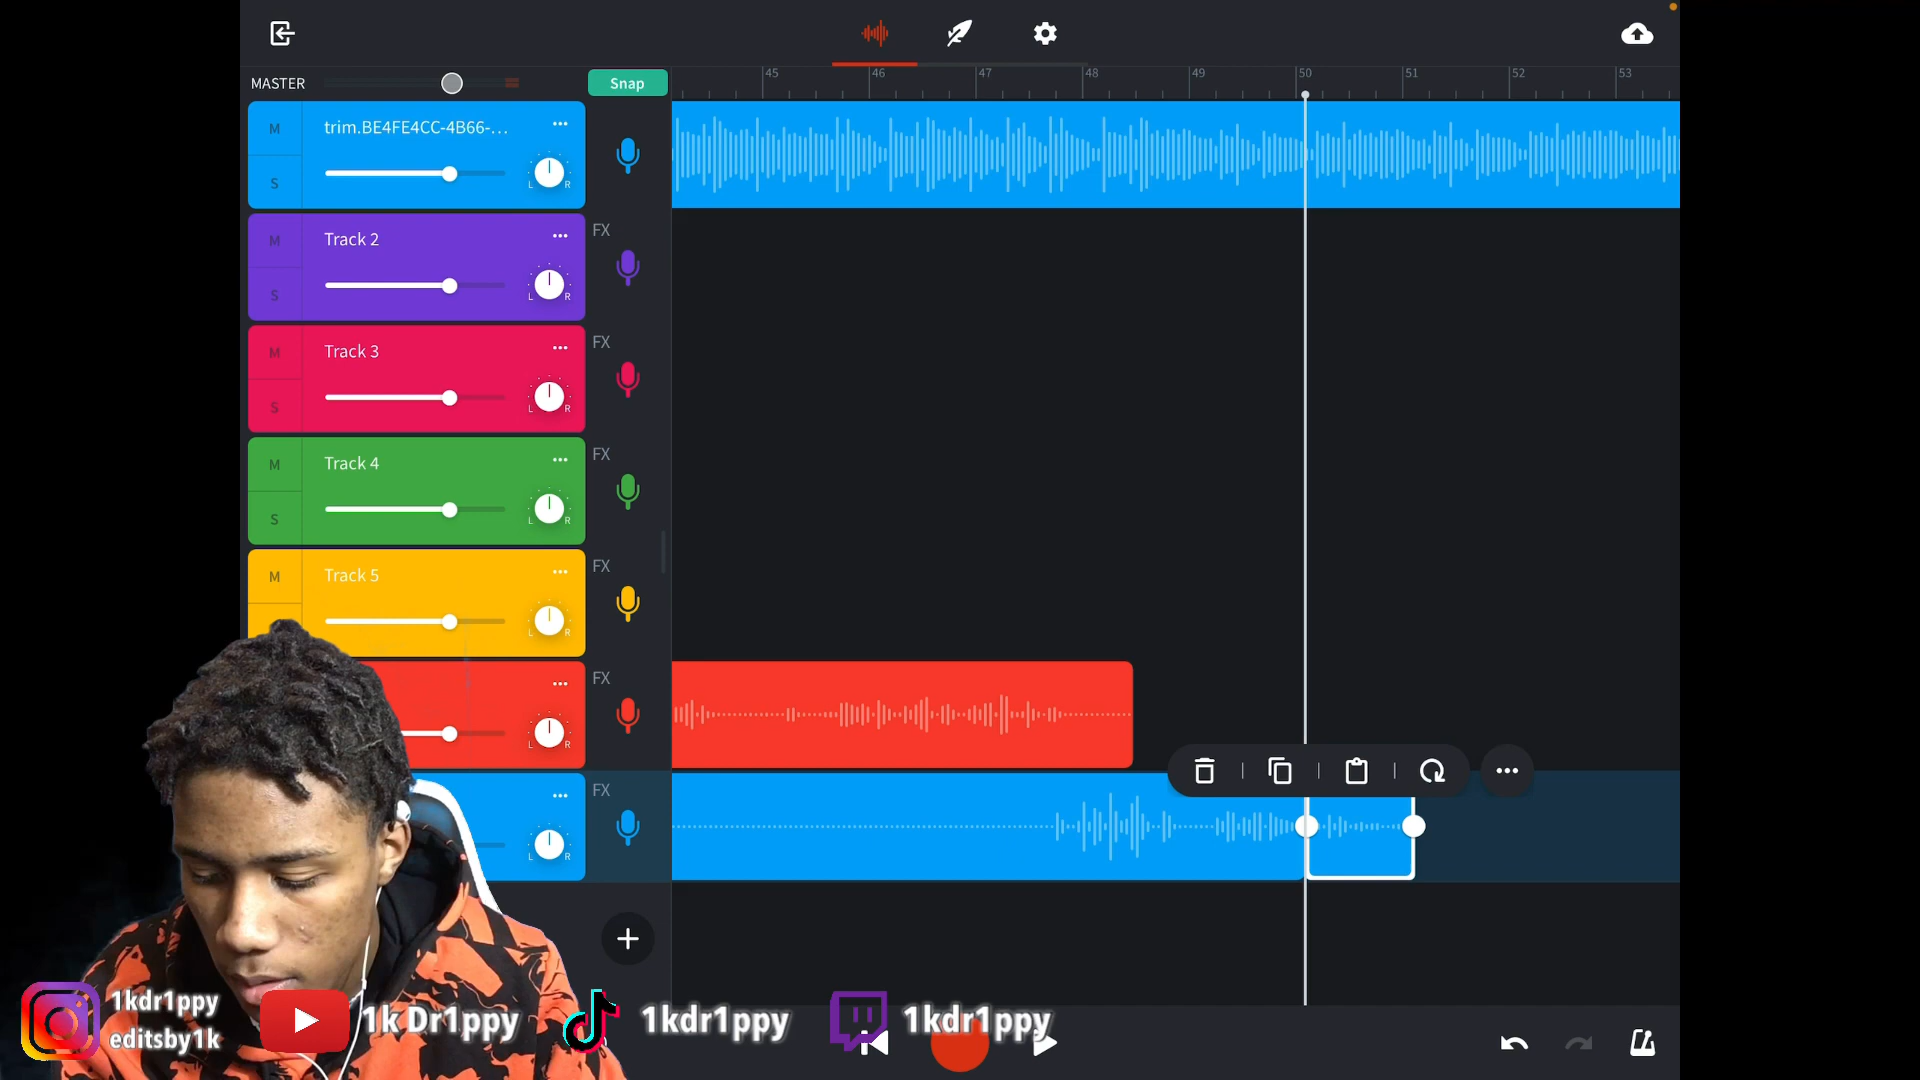 MASTER
Snap
45
46
47
48
49
50
51
52
53
M
trim.BE4FE4CC-4B66-...
S
L R
M
Track 2
FX
S
L R
M
Track 3
FX
S
L R
M
Track 4
FX
S
L R
M
Track 5
FX
L R
FX
L R
FX
L R
1kdr1ppy
editsby1k
1k Dr1ppy
1kdr1ppy
1kdr1ppy